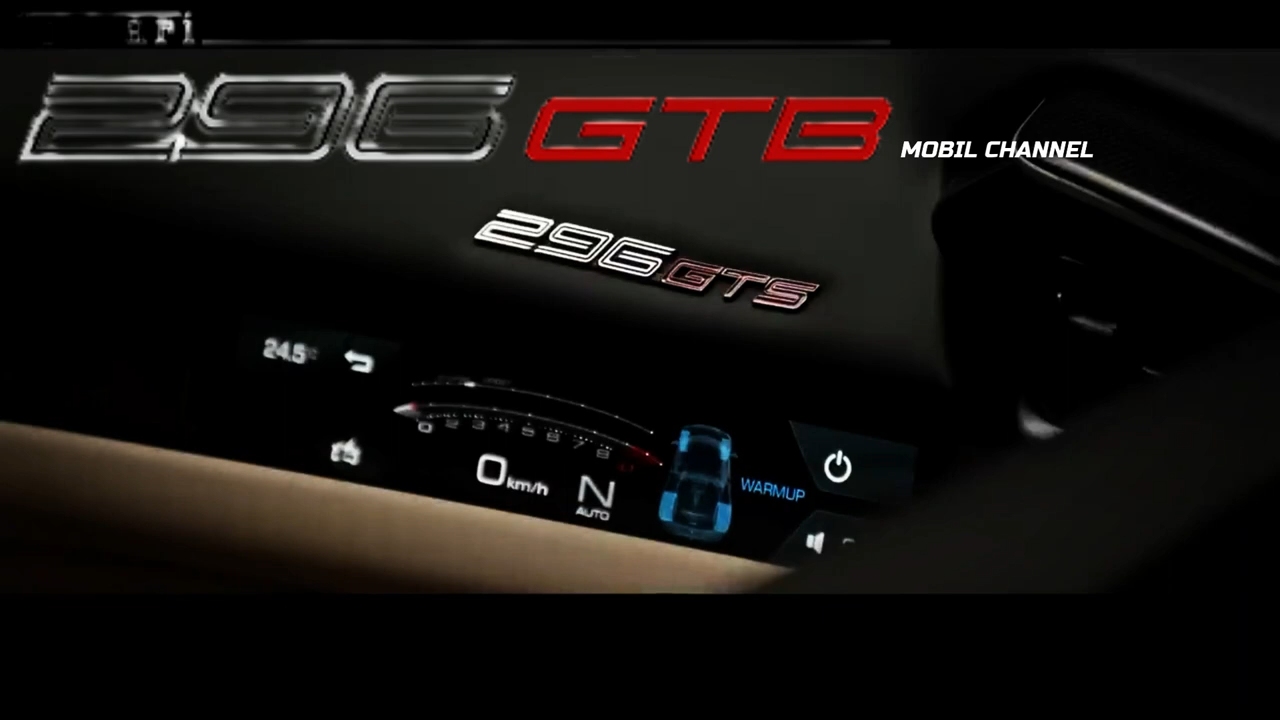 296 GTB
MOBIL CHANNEL
296 GTS
24.5°C
0 2 3 4 5 6 7 8
0 km/h
N
AUTO
WARMUP